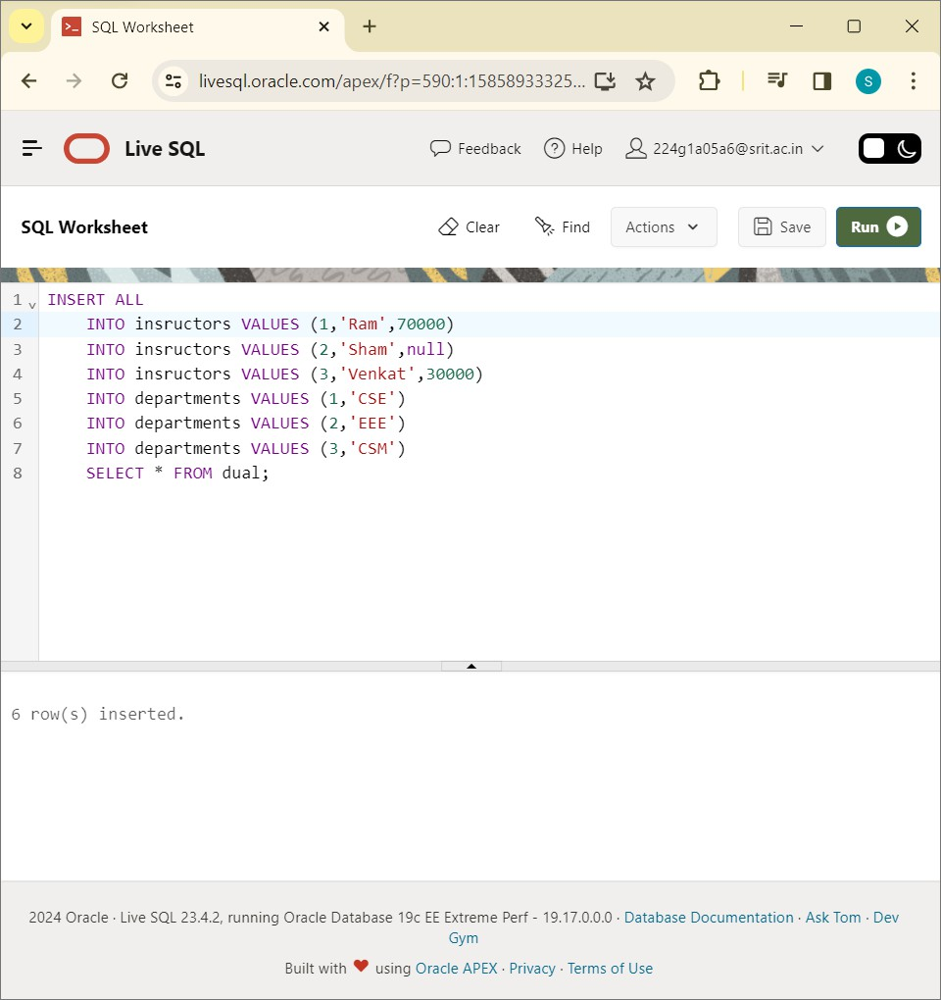 SQL Worksheet
livesql.oracle.com/apex/f?p=590:1:15858933325...
S
Live SQL
Feedback
Help
224g1a05a6@srit.ac.in
SQL Worksheet
Clear
Find
Actions
Save
Run
1 INSERT ALL
2 INTO insructors VALUES (1,'Ram',70000)
3 INTO insructors VALUES (2,'Sham',null)
4 INTO insructors VALUES (3,'Venkat',30000)
5 INTO departments VALUES (1,'CSE')
6 INTO departments VALUES (2,'EEE')
7 INTO departments VALUES (3,'CSM')
8 SELECT * FROM dual;
6 row(s) inserted.
2024 Oracle · Live SQL 23.4.2, running Oracle Database 19c EE Extreme Perf - 19.17.0.0.0 · Database Documentation · Ask Tom · Dev
Gym
Built with ❤ using Oracle APEX · Privacy · Terms of Use